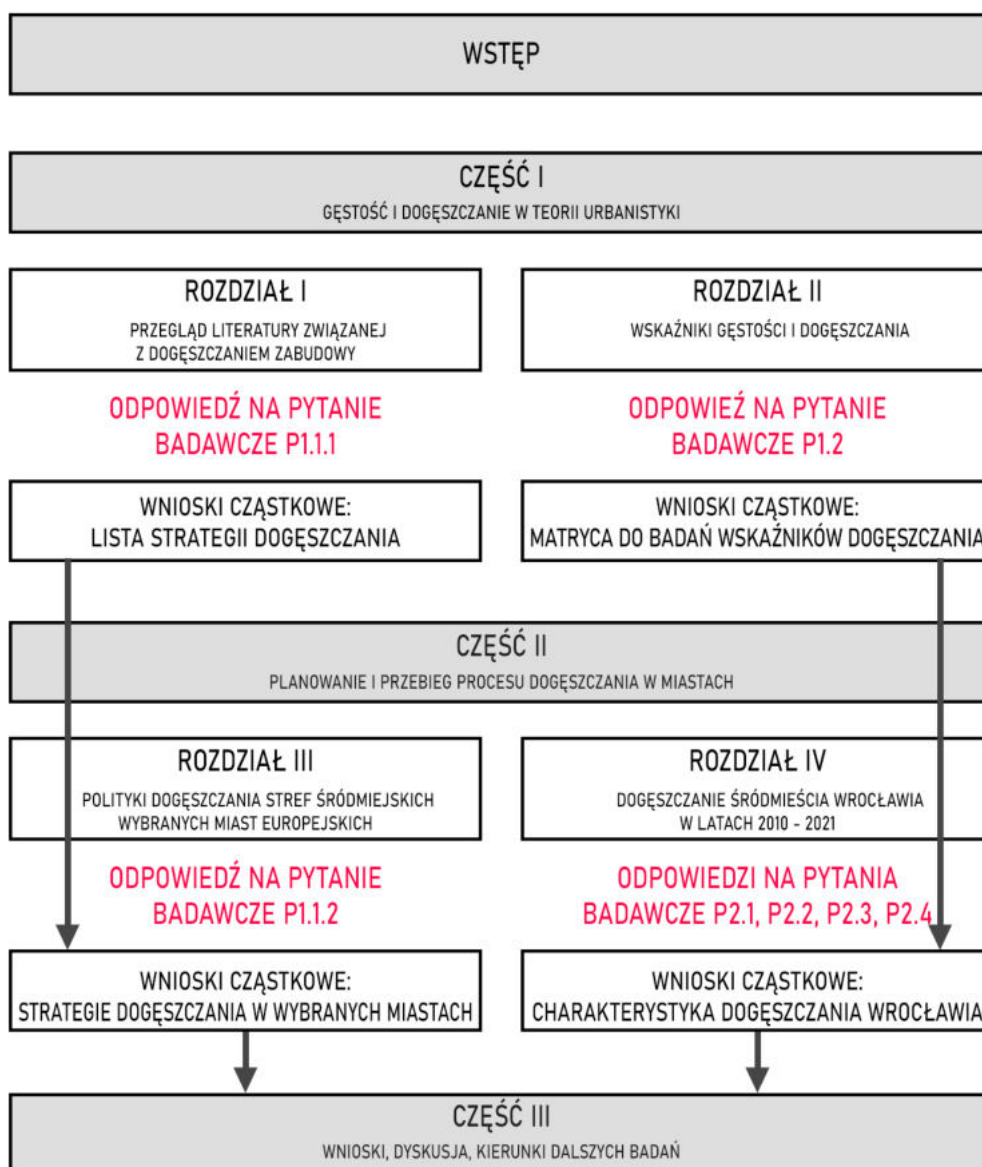 WSTĘP
CZĘŚĆ I
GĘSTOŚĆ I DOGĘSZCZANIE W TEORII URBANISTYKI
ROZDZIAŁ I
PRZEGLĄD LITERATURY ZWIĄZANEJ
Z DOGĘSZCZANIEM ZABUDOWY
ODPOWIEDŹ NA PYTANIE
BADAWCZE P1.1.1
WNIOSKI CZĄSTKOWE:
LISTA STRATEGII DOGĘSZCZANIA
ROZDZIAŁ II
WSKAŹNIKI GĘSTOŚCI I DOGĘSZCZANIA
ODPOWIEŹ NA PYTANIE
BADAWCZE P1.2
WNIOSKI CZĄSTKOWE:
MATRYCA DO BADAŃ WSKAŹNIKÓW DOGĘSZCZANIA
CZĘŚĆ II
PLANOWANIE I PRZEBIEG PROCESU DOGĘSZCZANIA W MIASTACH
ROZDZIAŁ III
POLITYKI DOGĘSZCZANIA STREF ŚRÓDMIEJSKICH
WYBRANYCH MIAST EUROPEJSKICH
ODPOWIEDŹ NA PYTANIE
BADAWCZE P1.1.2
WNIOSKI CZĄSTKOWE:
STRATEGIE DOGĘSZCZANIA W WYBRANYCH MIASTACH
ROZDZIAŁ IV
DOGĘSZCZANIE ŚRÓDMIEŚCIA WROCŁAWIA
W LATACH 2010 - 2021
ODPOWIEDZI NA PYTANIA
BADAWCZE P2.1, P2.2, P2.3, P2.4
WNIOSKI CZĄSTKOWE:
CHARAKTERYSTYKA DOGĘSZCZANIA WROCŁAWIA
CZĘŚĆ III
WNIOSKI, DYSKUSJA, KIERUNKI DALSZYCH BADAŃ